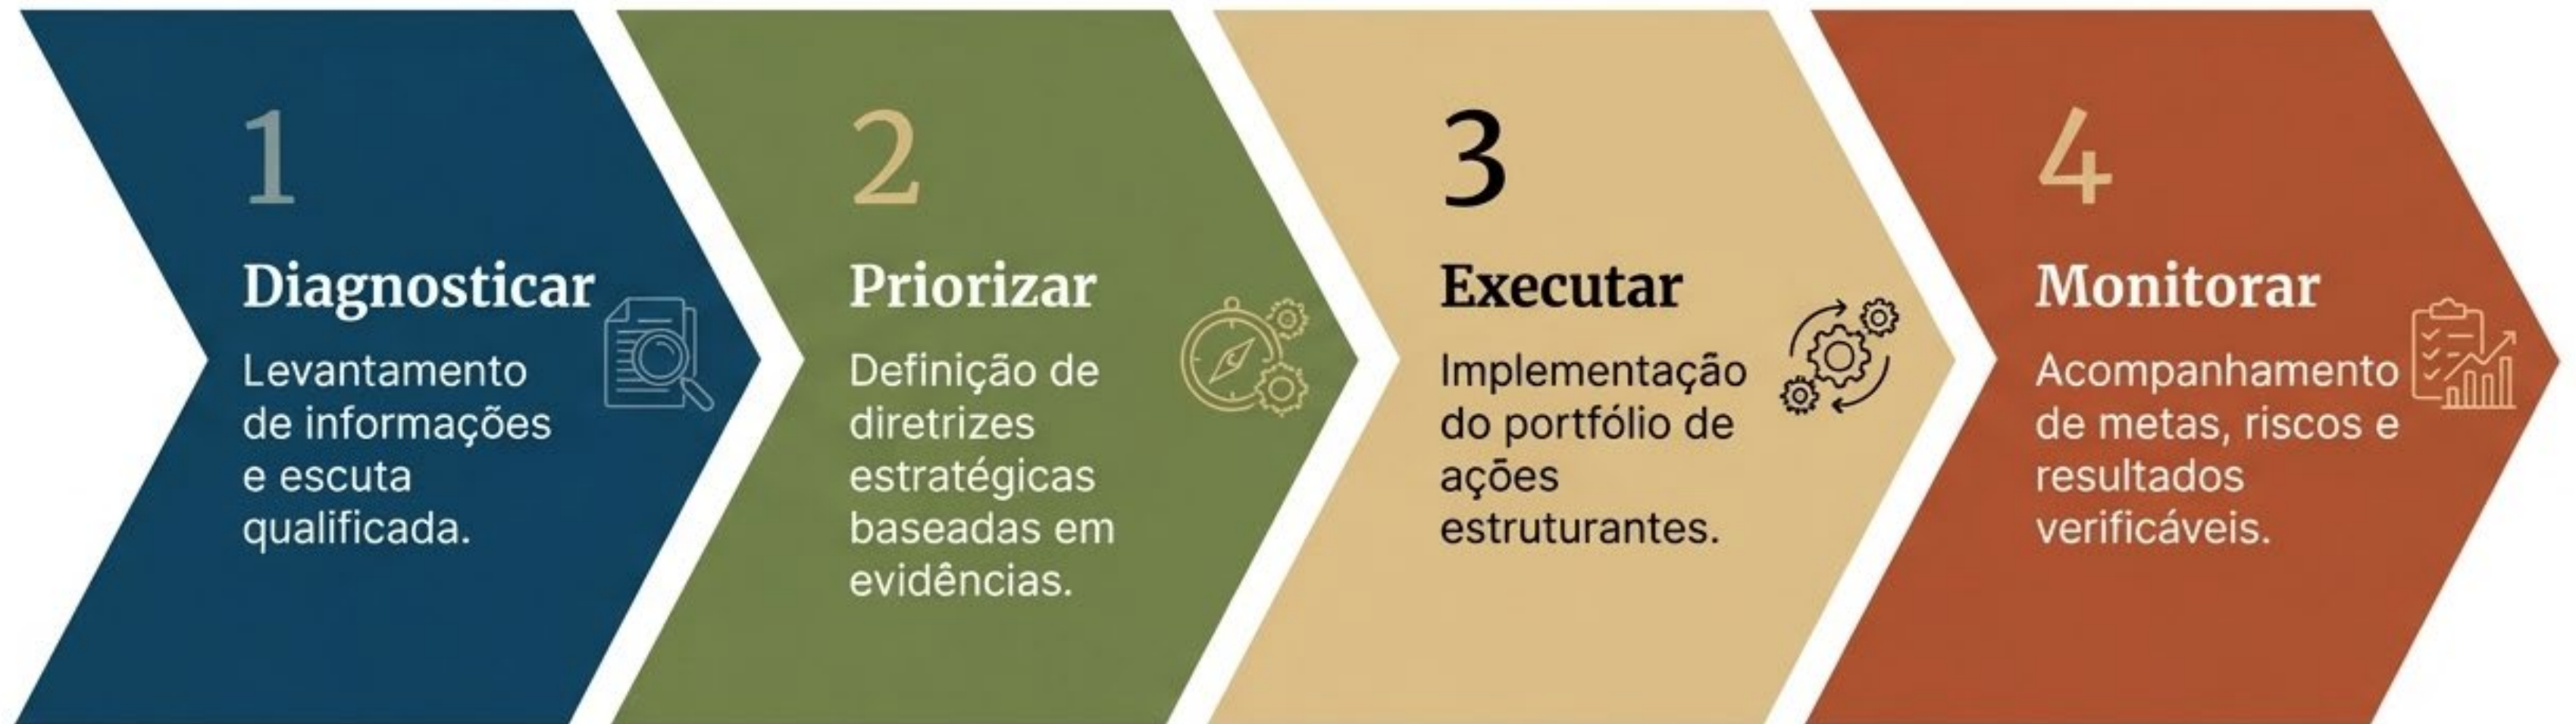 1
Diagnosticar
Levantamento
de informações
e escuta
qualificada.
2
Priorizar
Definição de
diretrizes
estratégicas
baseadas em
evidências.
3
Executar
Implementação
do portfólio de
ações
estruturantes.
4
Monitorar
Acompanhamento
de metas, riscos e
resultados
verificáveis.